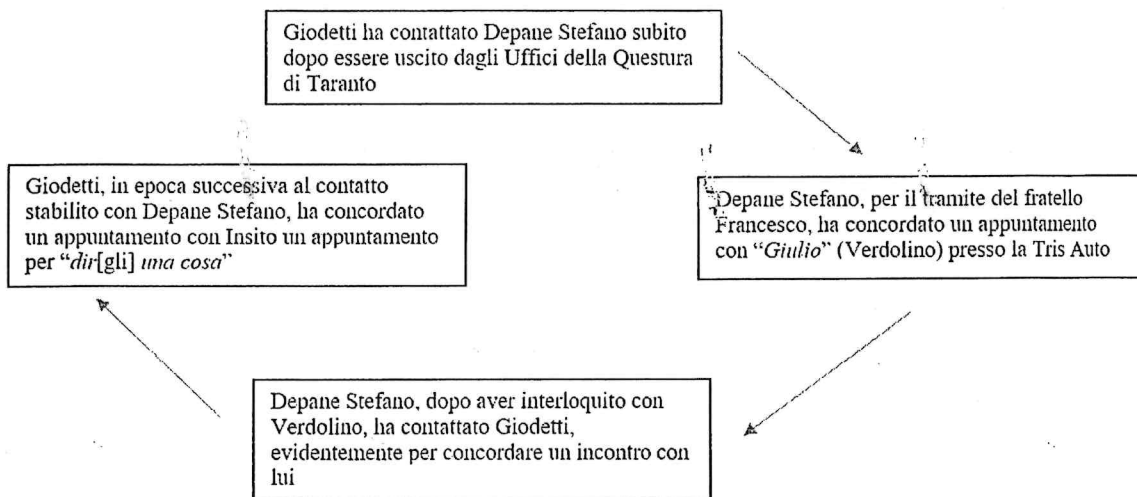 Giodetti ha contattato Depane Stefano subito
dopo essere uscito dagli Uffici della Questura
di Taranto
Depane Stefano, per il tramite del fratello
Francesco, ha concordato un appuntamento
con “Giulio” (Verdolino) presso la Tris Auto
Depane Stefano, dopo aver interloquito con
Verdolino, ha contattato Giodetti,
evidentemente per concordare un incontro con
lui
Giodetti, in epoca successiva al contatto
stabilito con Depane Stefano, ha concordato
un appuntamento con Insito un appuntamento
per “dir[gli] una cosa”